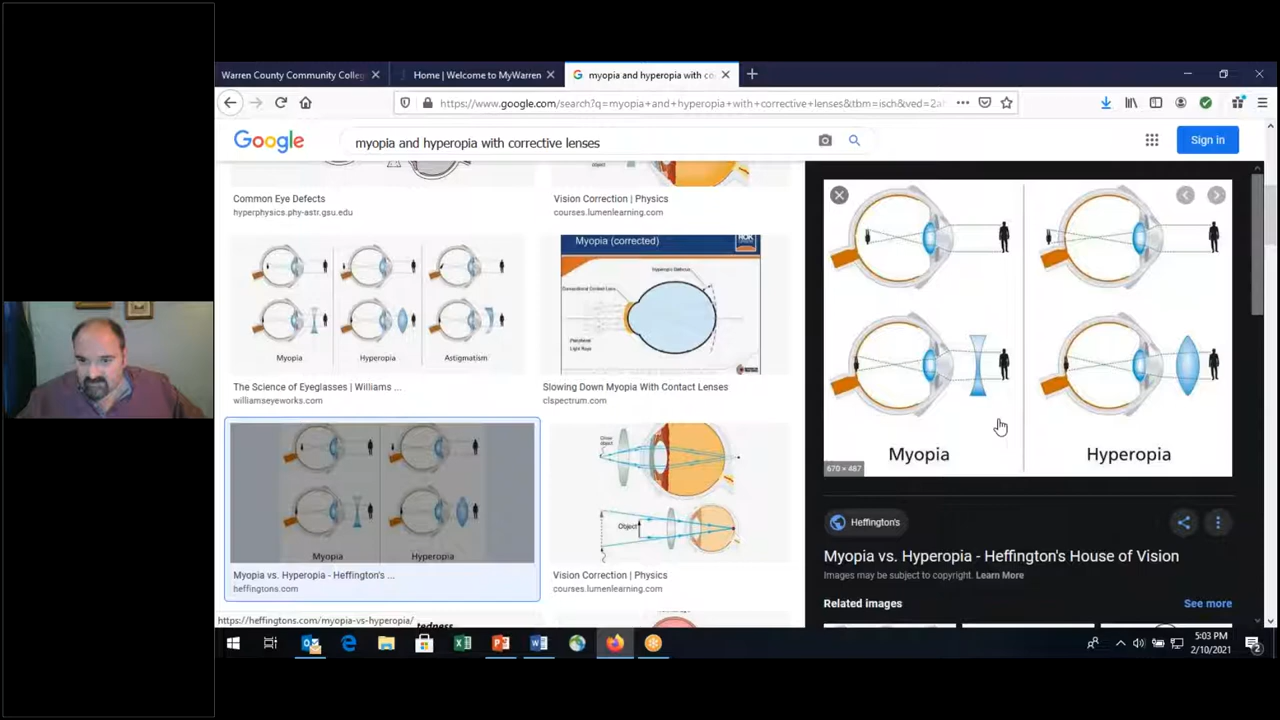 Warren County Community Colleg
Home | Welcome to MyWarren
myopia and hyperopia with co
https://www.google.com/search?q=myopia+and+hyperopia+with+corrective+lenses&tbm=isch&ved=2a
Google
myopia and hyperopia with corrective lenses
Sign in
Common Eye Defects
hyperphysics.phy-astr.gsu.edu
object
Vision Correction | Physics
courses.lumenlearning.com
Myopia
Hyperopia
Astigmatism
The Science of Eyeglasses | Williams ...
williamseyeworks.com
Myopia (corrected)
Slowing Down Myopia With Contact Lenses
clspectrum.com
Myopia
Hyperopia
Myopia vs. Hyperopia - Heffington's ...
heffingtons.com
Close
object
Object
Vision Correction | Physics
courses.lumenlearning.com
Myopia
Hyperopia
670 × 487
Heffington's
Myopia vs. Hyperopia - Heffington's House of Vision
Images may be subject to copyright. Learn More
Related images
See more
https://heffingtons.com/myopia-vs-hyperopia/
5:03 PM
2/10/2021
2